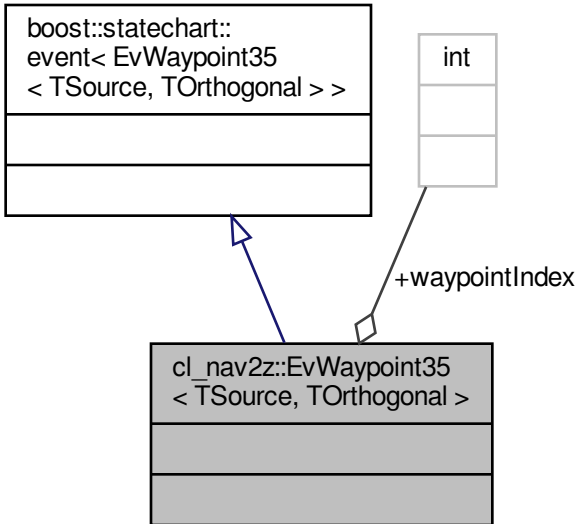 boost::statechart::
event< EvWaypoint35
< TSource, TOrthogonal > >
int
+waypointIndex
cl_nav2z::EvWaypoint35
< TSource, TOrthogonal >